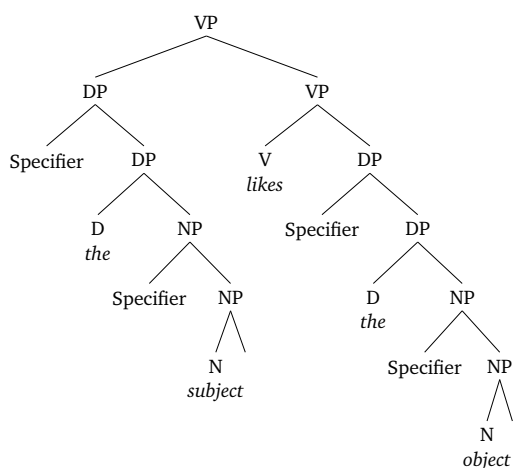 VP
DP VP
Specifier DP V DP
likes
D NP Specifier DP
the
Specifier NP D NP
the
N Specifier NP
subject
N
object